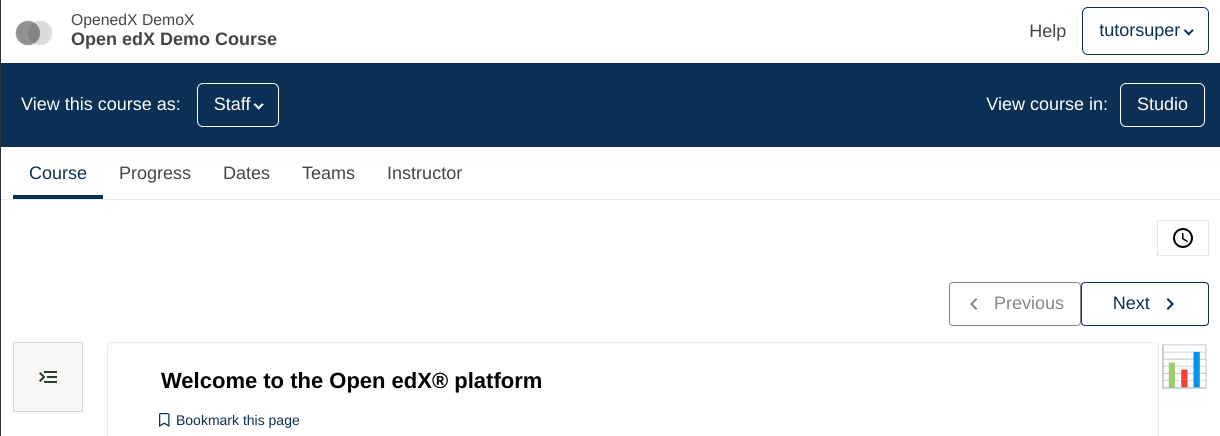 OpenedX DemoX
Open edX Demo Course
Help
tutorsuper
View this course as:
Staff
View course in:
Studio
Course
Progress
Dates
Teams
Instructor
Previous
Next
Welcome to the Open edX® platform
Bookmark this page